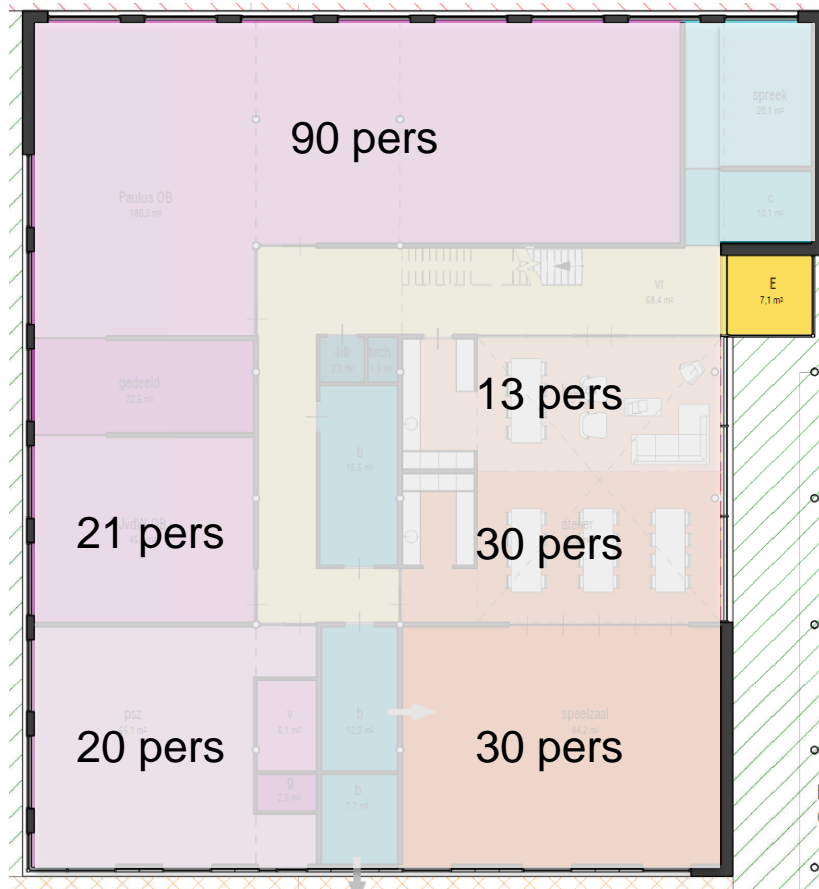 spreek
20,1 m²
90 pers
Paulus OB
180,3 m²
c
10,1 m²
E
7,1 m²
vr
68,4 m²
lift
tech
gedeeld
13 pers
b
21 pers
atelier
30 pers
psz
v
6,1 m²
b
12,3 m²
speelzaal
20 pers
30 pers
g
2,6 m²
b
7,7 m²